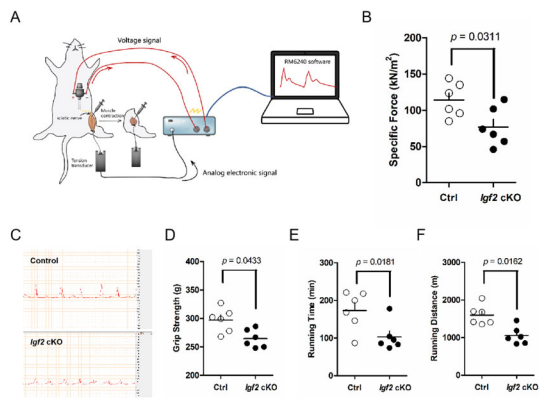 A
Voltage signal
RM6240 software
sciatic nerve
Muscle
contraction
Tension
transducer
Analog electronic signal
B
p = 0.0311
Specific Force (kN/m²)
200
150
100
50
0
Ctrl
Igf2 cKO
C
Control
Igf2 cKO
D
p = 0.0433
Grip Strength (g)
400
350
300
250
200
Ctrl
Igf2 cKO
E
p = 0.0181
Running Time (min)
300
200
100
0
Ctrl
Igf2 cKO
F
p = 0.0162
Running Distance (m)
3000
2000
1000
0
Ctrl
Igf2 cKO